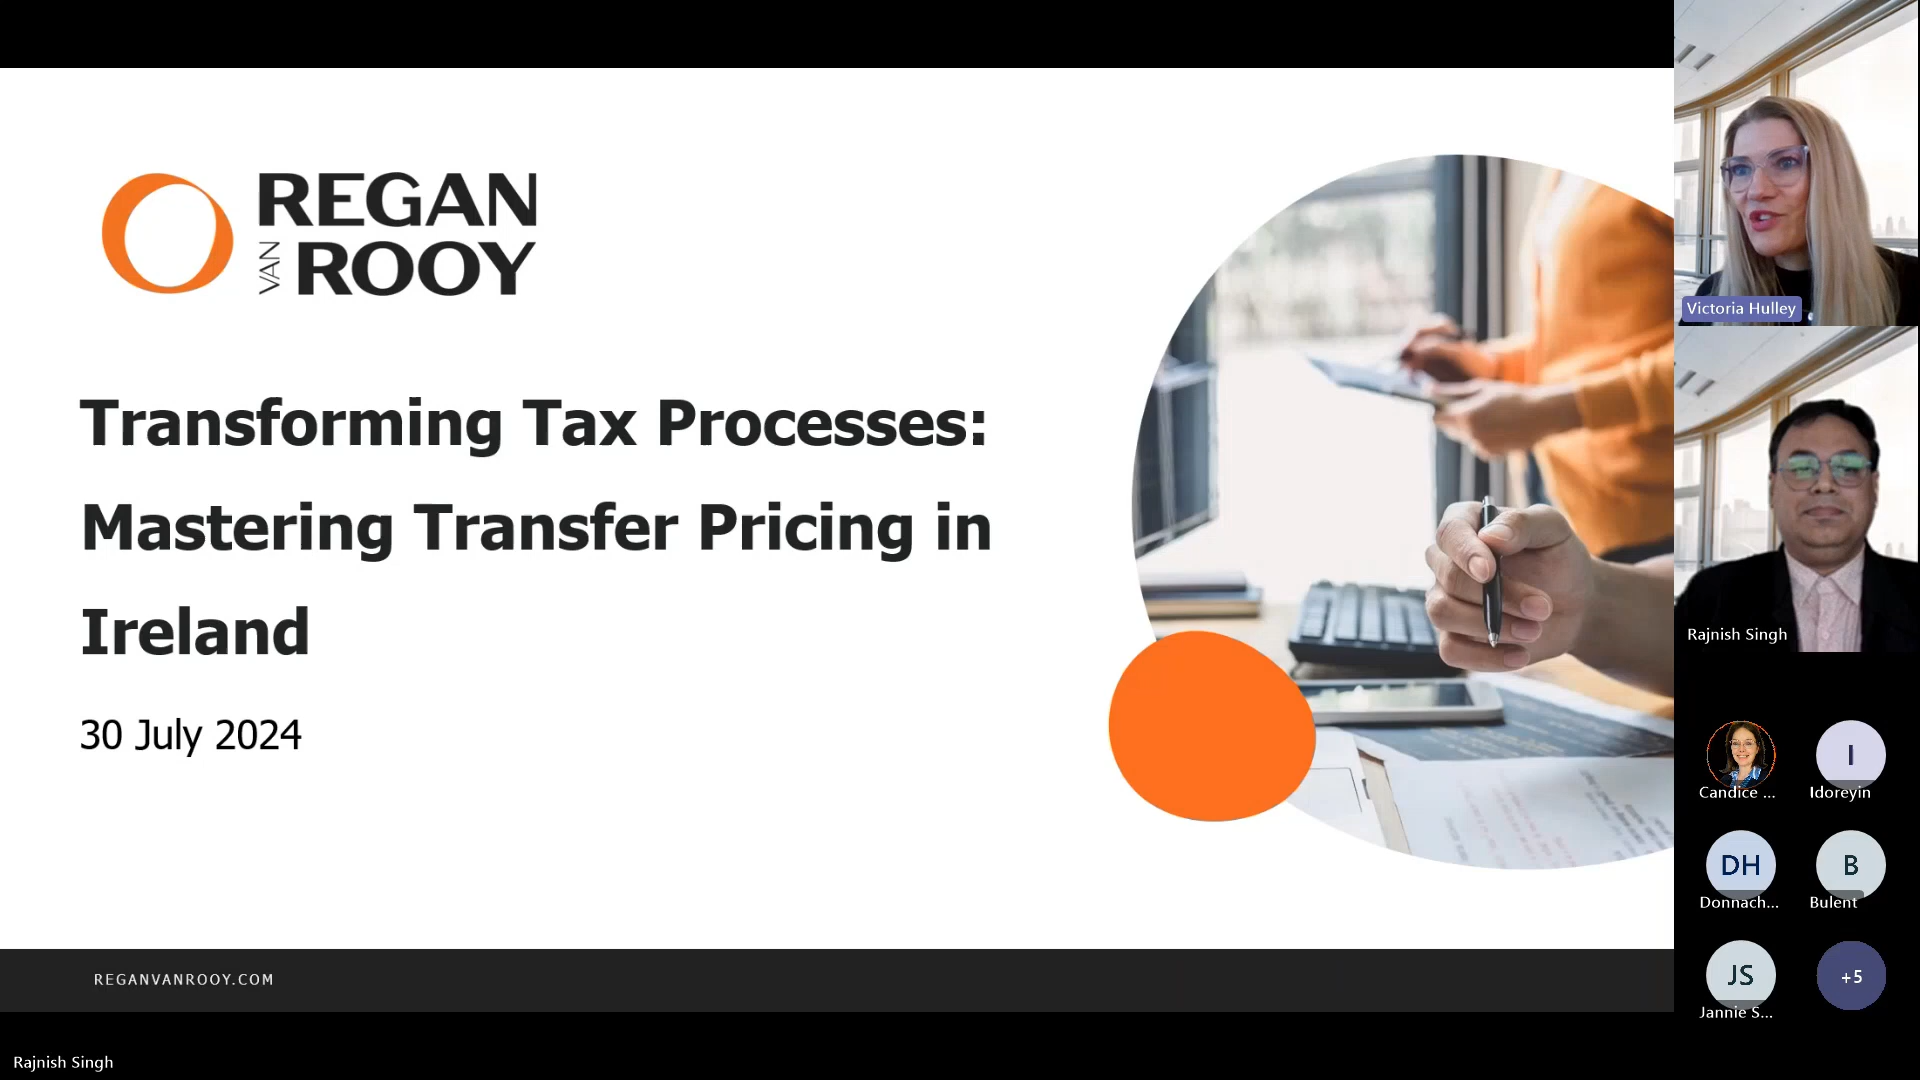 REGAN
VAN ROOY
Transforming Tax Processes:
Mastering Transfer Pricing in
Ireland
30 July 2024
REGANVANROOY.COM
Rajnish Singh
Victoria Hulley
Rajnish Singh
Candice ...
I
Idoreyin
DH
Donnach...
B
Bulent
JS
Jannie S...
+5